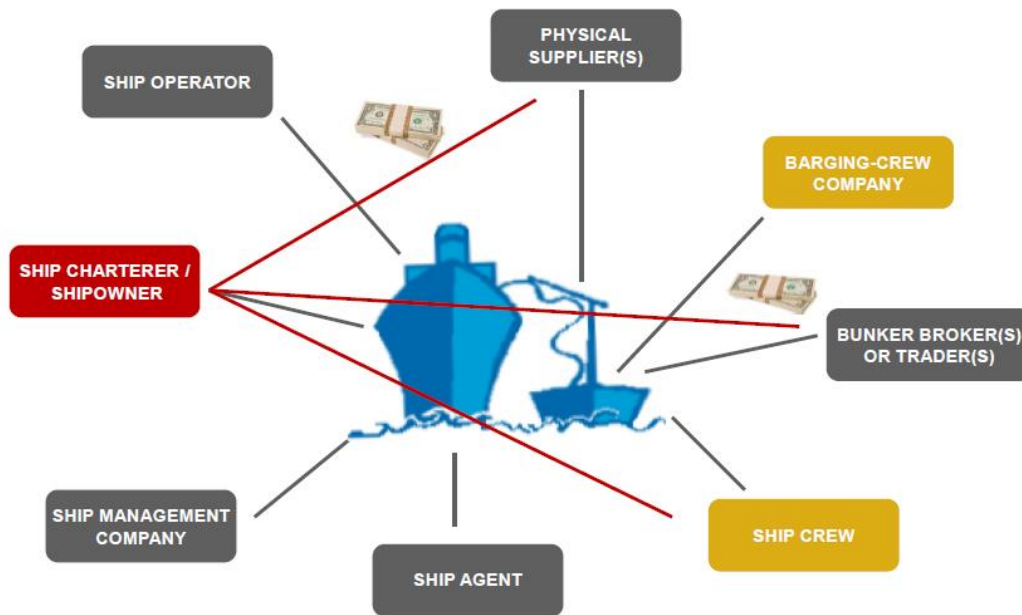 PHYSICAL
SUPPLIER(S)
SHIP OPERATOR
BARGING-CREW
COMPANY
SHIP CHARTERER /
SHIPOWNER
BUNKER BROKER(S)
OR TRADER(S)
SHIP MANAGEMENT
COMPANY
SHIP CREW
SHIP AGENT